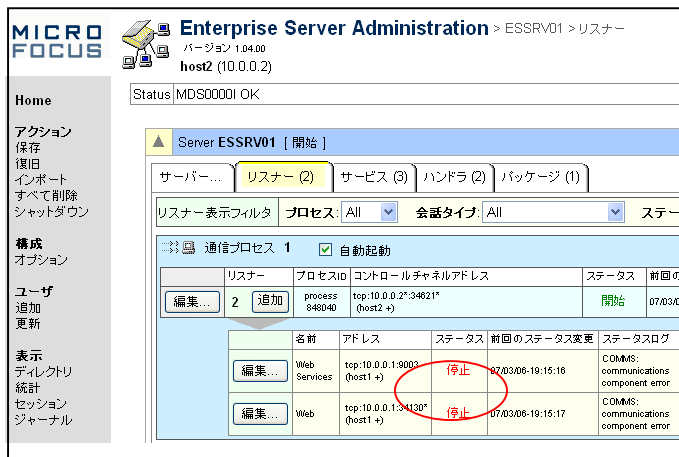 MICRO
FOCUS
Enterprise Server Administration > ESSRV01 >リスナー
バージョン 1.04.00
host2 (10.0.0.2)
Home
アクション
保存
復旧
インポート
すべて削除
シャットダウン
構成
オプション
ユーザ
追加
更新
表示
ディレクトリ
統計
セッション
ジャーナル
Status MDS0000I OK
Server ESSRV01 [ 開始 ]
サーバー... リスナー (2) サービス (3) ハンドラ (2) パッケージ (1)
リスナー表示フィルタ プロセス: All 会話タイプ: All ステー
通信プロセス 1 自動起動
リスナー プロセスID コントロールチャネルアドレス ステータス 前回の
編集... 2 追加 process 848040 tcp:10.0.0.2*:34621* (host2 +) 開始 07/03/0
名前 アドレス ステータス 前回のステータス変更 ステータスログ
編集... Web Services tcp:10.0.0.1:9003 (host1 +) 停止 07/03/06-19:15:16 COMMS: communications component error
編集... Web tcp:10.0.0.1:34130* (host1 +) 停止 07/03/06-19:15:17 COMMS: communications component error